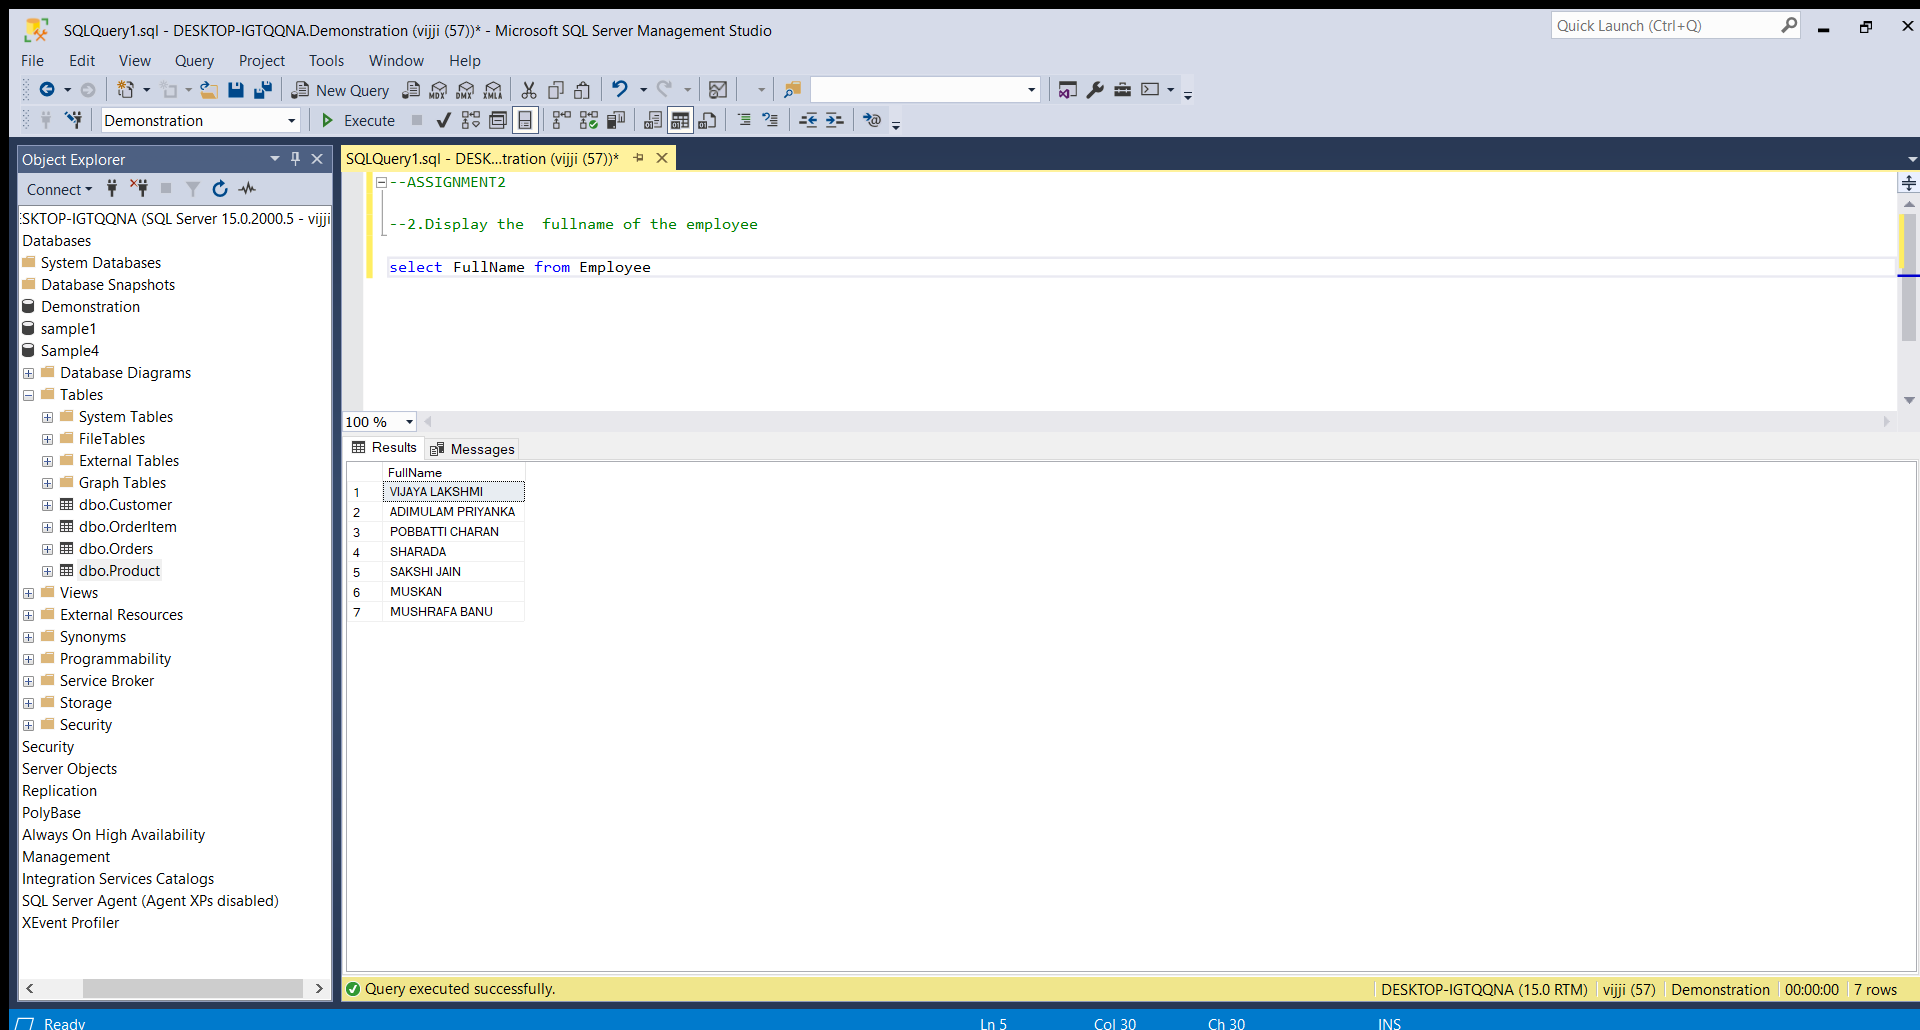 SQLQuery1.sql - DESKTOP-IGTQQNA.Demonstration (vijji (57))* - Microsoft SQL Server Management Studio
Quick Launch (Ctrl+Q)
File Edit View Query Project Tools Window Help
New Query MDX DMX XMLA
Demonstration Execute
Object Explorer
Connect
ESKTOP-IGTQQNA (SQL Server 15.0.2000.5 - vijji
Databases
System Databases
Database Snapshots
Demonstration
sample1
Sample4
Database Diagrams
Tables
System Tables
FileTables
External Tables
Graph Tables
dbo.Customer
dbo.OrderItem
dbo.Orders
dbo.Product
Views
External Resources
Synonyms
Programmability
Service Broker
Storage
Security
Security
Server Objects
Replication
PolyBase
Always On High Availability
Management
Integration Services Catalogs
SQL Server Agent (Agent XPs disabled)
XEvent Profiler
SQLQuery1.sql - DESK...tration (vijji (57))*
--ASSIGNMENT2
--2.Display the  fullname of the employee
select FullName from Employee
100 %
Results Messages
FullName
1 VIJAYA LAKSHMI
2 ADIMULAM PRIYANKA
3 POBBATTI CHARAN
4 SHARADA
5 SAKSHI JAIN
6 MUSKAN
7 MUSHRAFA BANU
Query executed successfully. DESKTOP-IGTQQNA (15.0 RTM) vijji (57) Demonstration 00:00:00 7 rows
Ready Ln 5 Col 30 Ch 30 INS